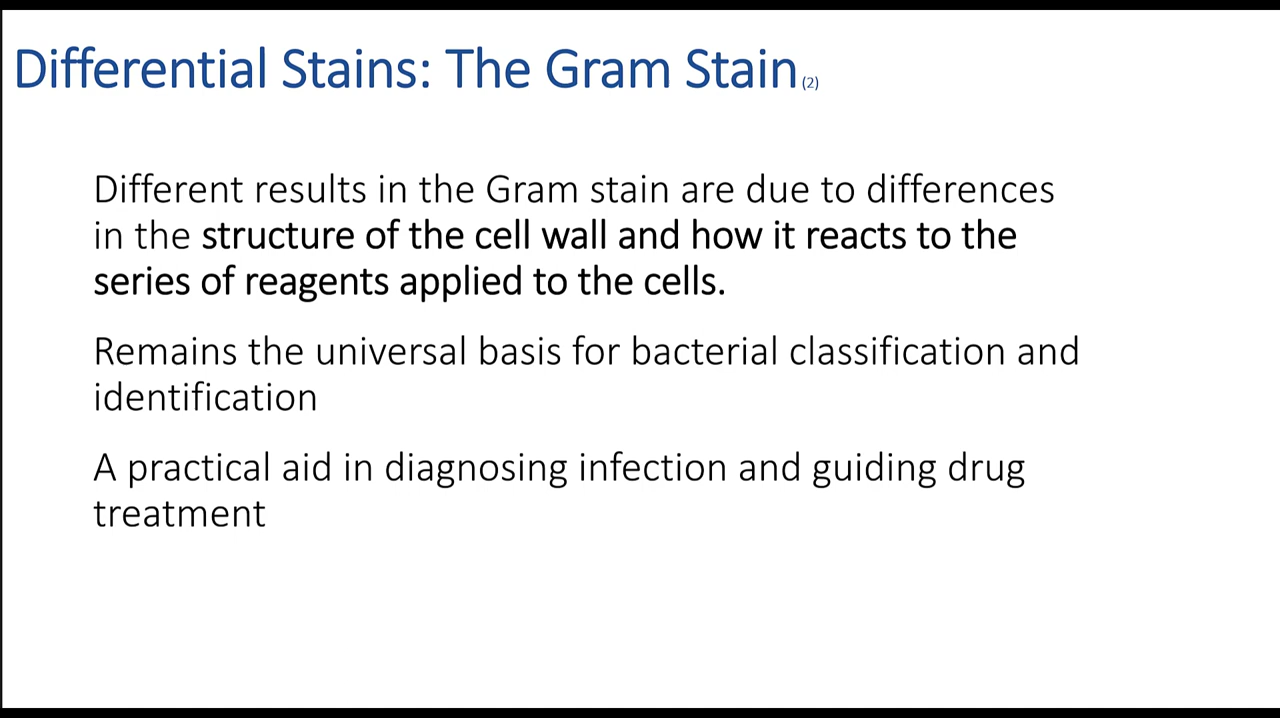 Differential Stains: The Gram Stain (2)
Different results in the Gram stain are due to differences
in the structure of the cell wall and how it reacts to the
series of reagents applied to the cells.
Remains the universal basis for bacterial classification and
identification
A practical aid in diagnosing infection and guiding drug
treatment